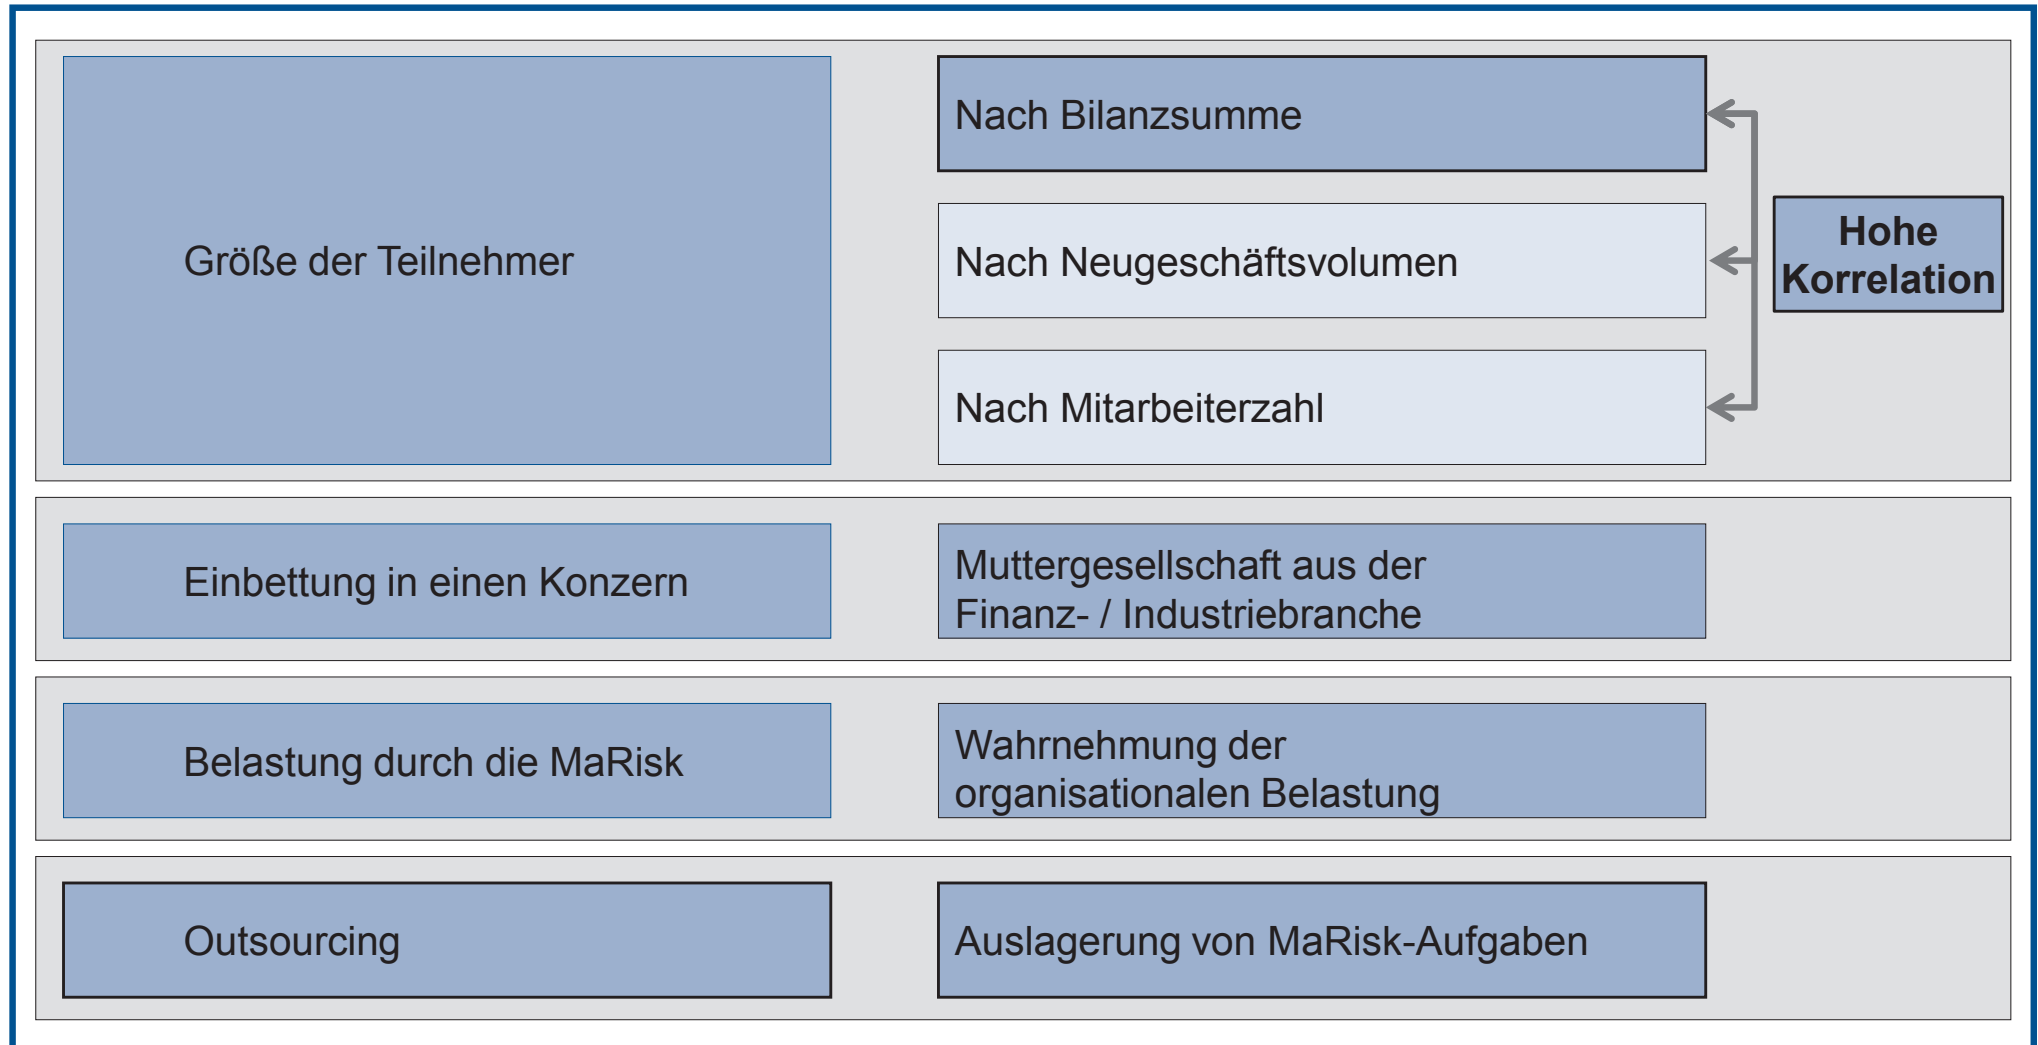 Größe der Teilnehmer
Nach Bilanzsumme
Nach Neugeschäftsvolumen
Nach Mitarbeiterzahl
Hohe
Korrelation
Einbettung in einen Konzern
Muttergesellschaft aus der
Finanz- / Industriebranche
Belastung durch die MaRisk
Wahrnehmung der
organisationalen Belastung
Outsourcing
Auslagerung von MaRisk-Aufgaben